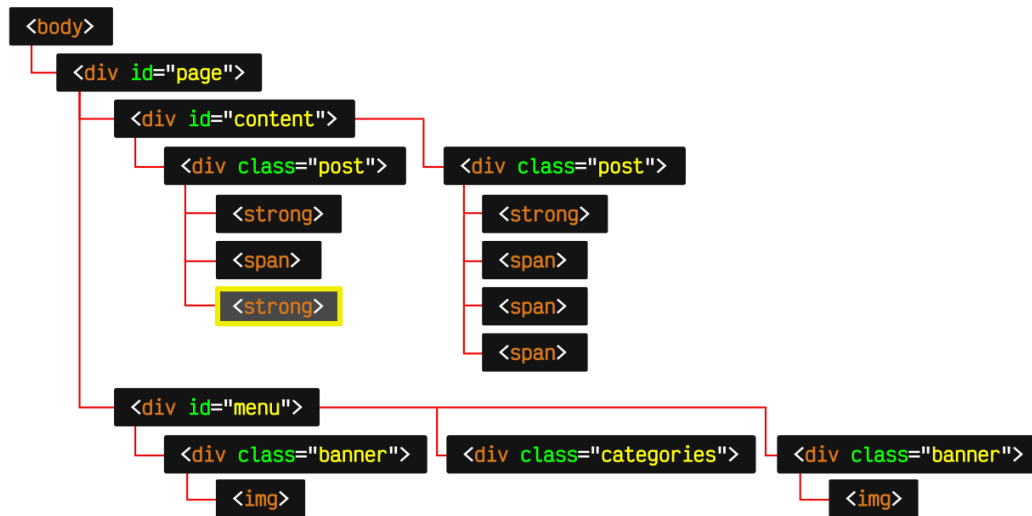 <body>
<div id="page">
<div id="content">
<div class="post"> <div class="post">
<strong> <strong>
<span> <span>
<strong> <span>
<span>
<div id="menu">
<div class="banner"> <div class="categories"> <div class="banner">
<img> <img>